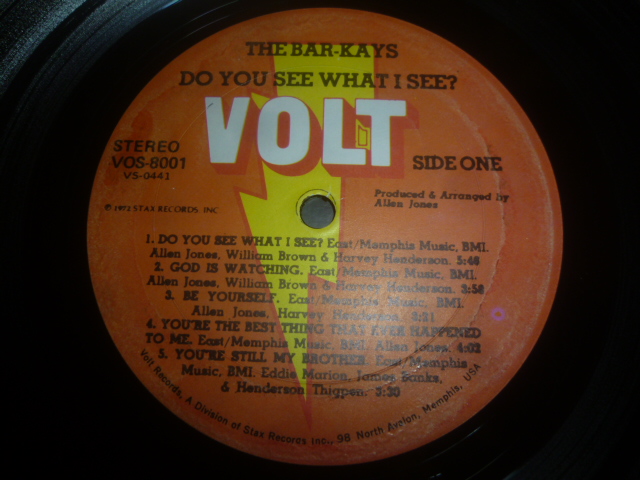 THE BAR-KAYS
DO YOU SEE WHAT I SEE?
VOLT
STEREO
VOS-8001
VS-0441
SIDE ONE
Produced & Arranged by
Allen Jones
℗ 1972 STAX RECORDS, INC
1. DO YOU SEE WHAT I SEE? East/Memphis Music, BMI.
Allen Jones, William Brown & Harvey Henderson. 5:46
2. GOD IS WATCHING. East/Memphis Music, BMI.
Allen Jones, William Brown & Harvey Henderson. 3:58
3. BE YOURSELF. East/Memphis, Music, BMI.
Allen Jones, Harvey Henderson.
4. YOU'RE THE BEST THING THAT EVER HAPPENED
TO ME. East/Memphis Music, BMI. Allen Jones. 4:02
5. YOU'RE STILL MY BROTHER. East/Memphis
Music, BMI. Eddie Marion, James Banks,
& Henderson Thigpen. 3:30
Volt Records, A Division of Stax Records Inc., 98 North Avalon, Memphis, USA